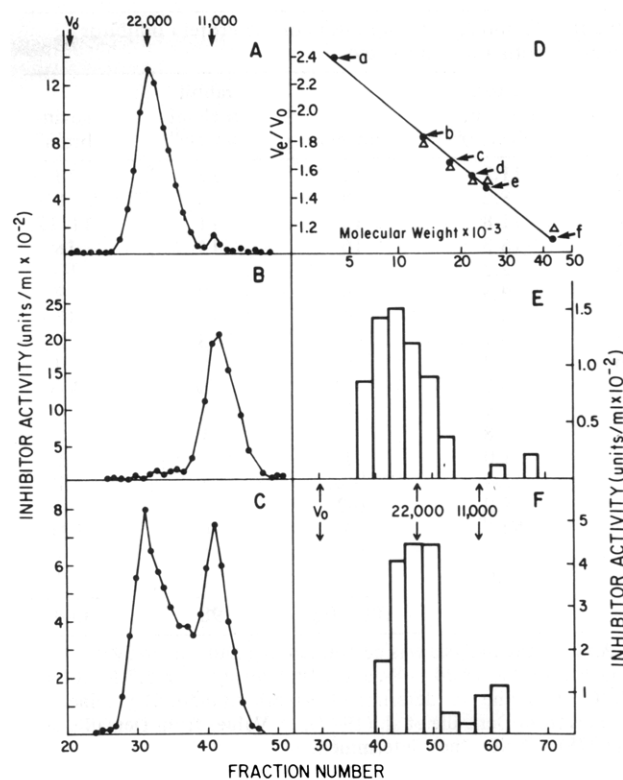 V₀ 22,000 11,000
A
12
8
4
2.4
2.2
2.0
1.8
1.6
1.4
1.2
Vₑ/V₀
D
a
b
c
d
e
f
Molecular Weight × 10⁻³
5 10 20 30 40 50
INHIBITOR ACTIVITY (units/ml × 10⁻²)
B
25
20
15
10
5
E
1.5
1.0
0.5
INHIBITOR ACTIVITY (units/ml × 10⁻²)
C
8
6
4
2
F
V₀ 22,000 11,000
5
4
3
2
1
20 30 40 50 30 40 50 60 70
FRACTION NUMBER